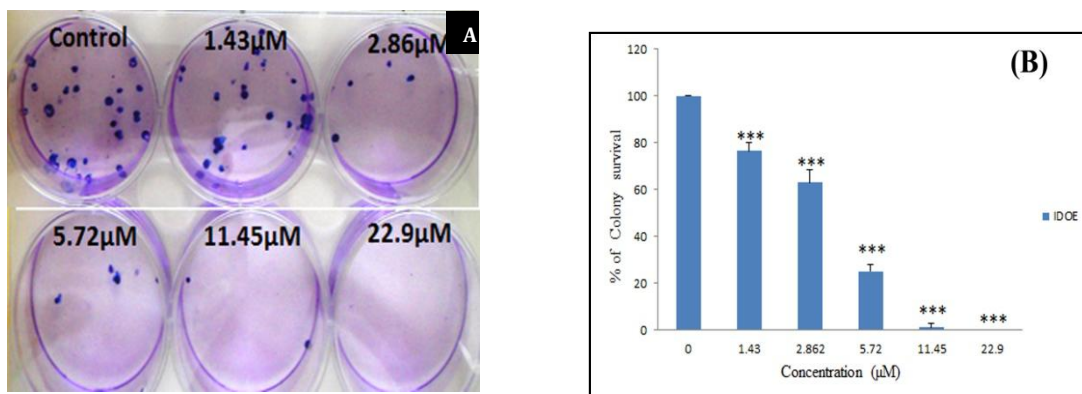 Control
1.43μM
2.86μM
A
5.72μM
11.45μM
22.9μM
(B)
120
100
80
60
40
20
0
% of Colony survival
***
***
***
***
***
0
1.43
2.862
5.72
11.45
22.9
Concentration (μM)
IDOE